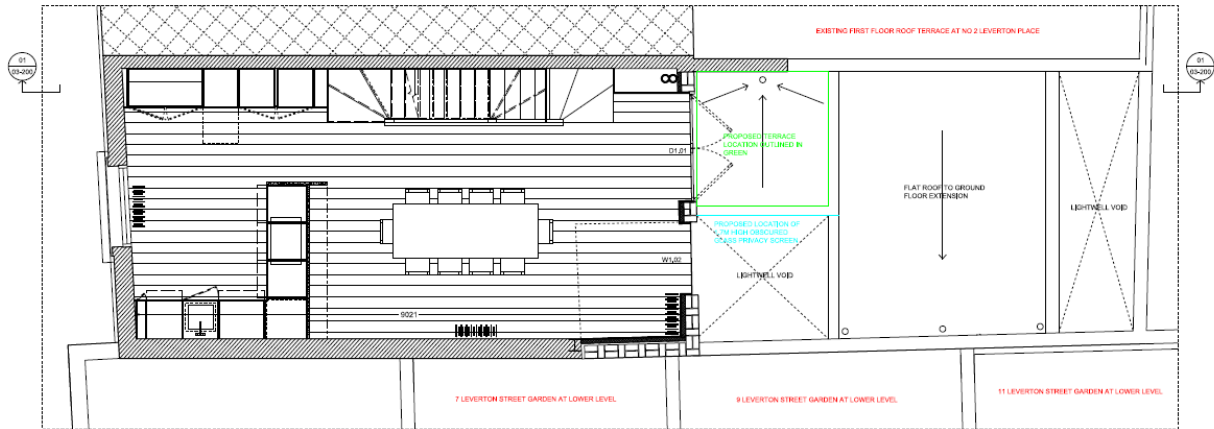 EXISTING FIRST FLOOR ROOF TERRACE AT NO 2 LEVERTON PLACE
01
03-200
01
03-200
D1.01
PROPOSED TERRACE
LOCATION OUTLINED IN
GREEN
FLAT ROOF TO GROUND
FLOOR EXTENSION
LIGHTWELL VOID
PROPOSED LOCATION OF
1.7M HIGH OBSCURED
GLASS PRIVACY SCREEN
W1.02
LIGHTWELL VOID
9021
7 LEVERTON STREET GARDEN AT LOWER LEVEL
9 LEVERTON STREET GARDEN AT LOWER LEVEL
11 LEVERTON STREET GARDEN AT LOWER LEVEL